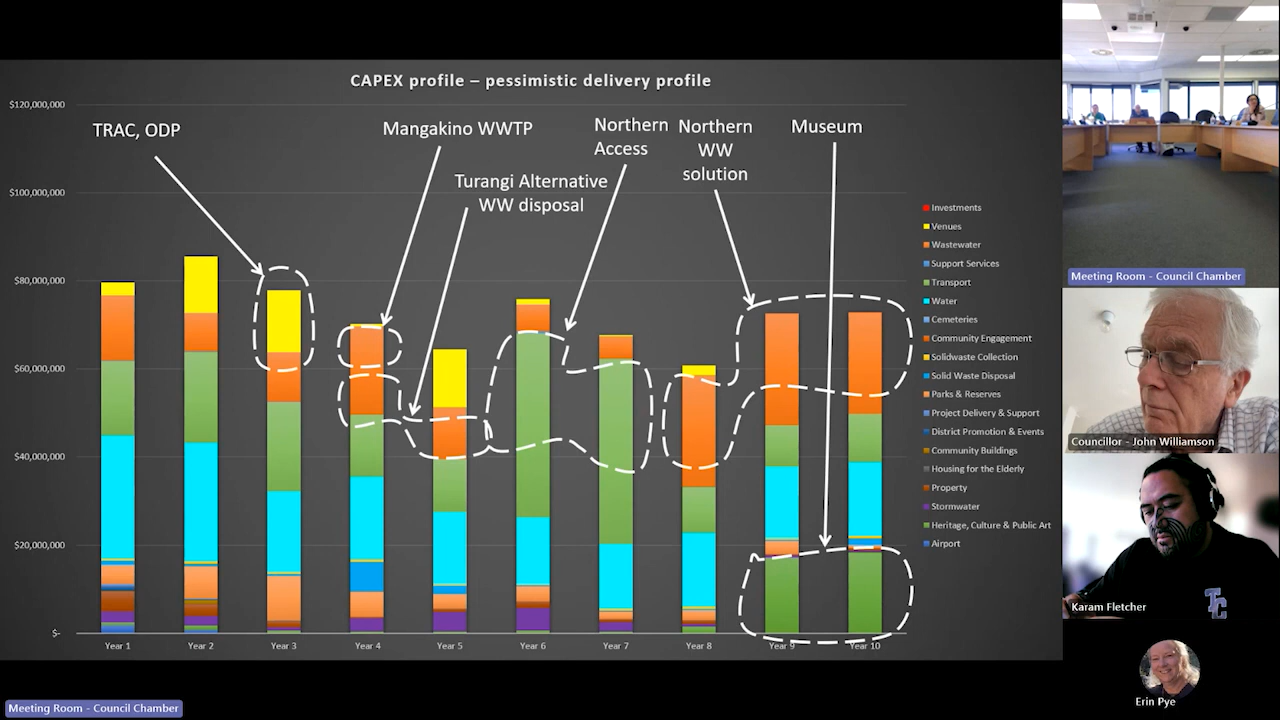 CAPEX profile – pessimistic delivery profile
$120,000,000
$100,000,000
$80,000,000
$60,000,000
$40,000,000
$20,000,000
$-
TRAC, ODP
Mangakino WWTP
Turangi Alternative
WW disposal
Northern
Access
Northern
WW
solution
Museum
Year 1
Year 2
Year 3
Year 4
Year 5
Year 6
Year 7
Year 8
Year 9
Year 10
Investments
Venues
Wastewater
Support Services
Transport
Water
Cemeteries
Community Engagement
Solidwaste Collection
Solid Waste Disposal
Parks & Reserves
Project Delivery & Support
District Promotion & Events
Community Buildings
Housing for the Elderly
Property
Stormwater
Heritage, Culture & Public Art
Airport
Meeting Room - Council Chamber
Councillor - John Williamson
Karam Fletcher
TC
Erin Pye
Meeting Room - Council Chamber